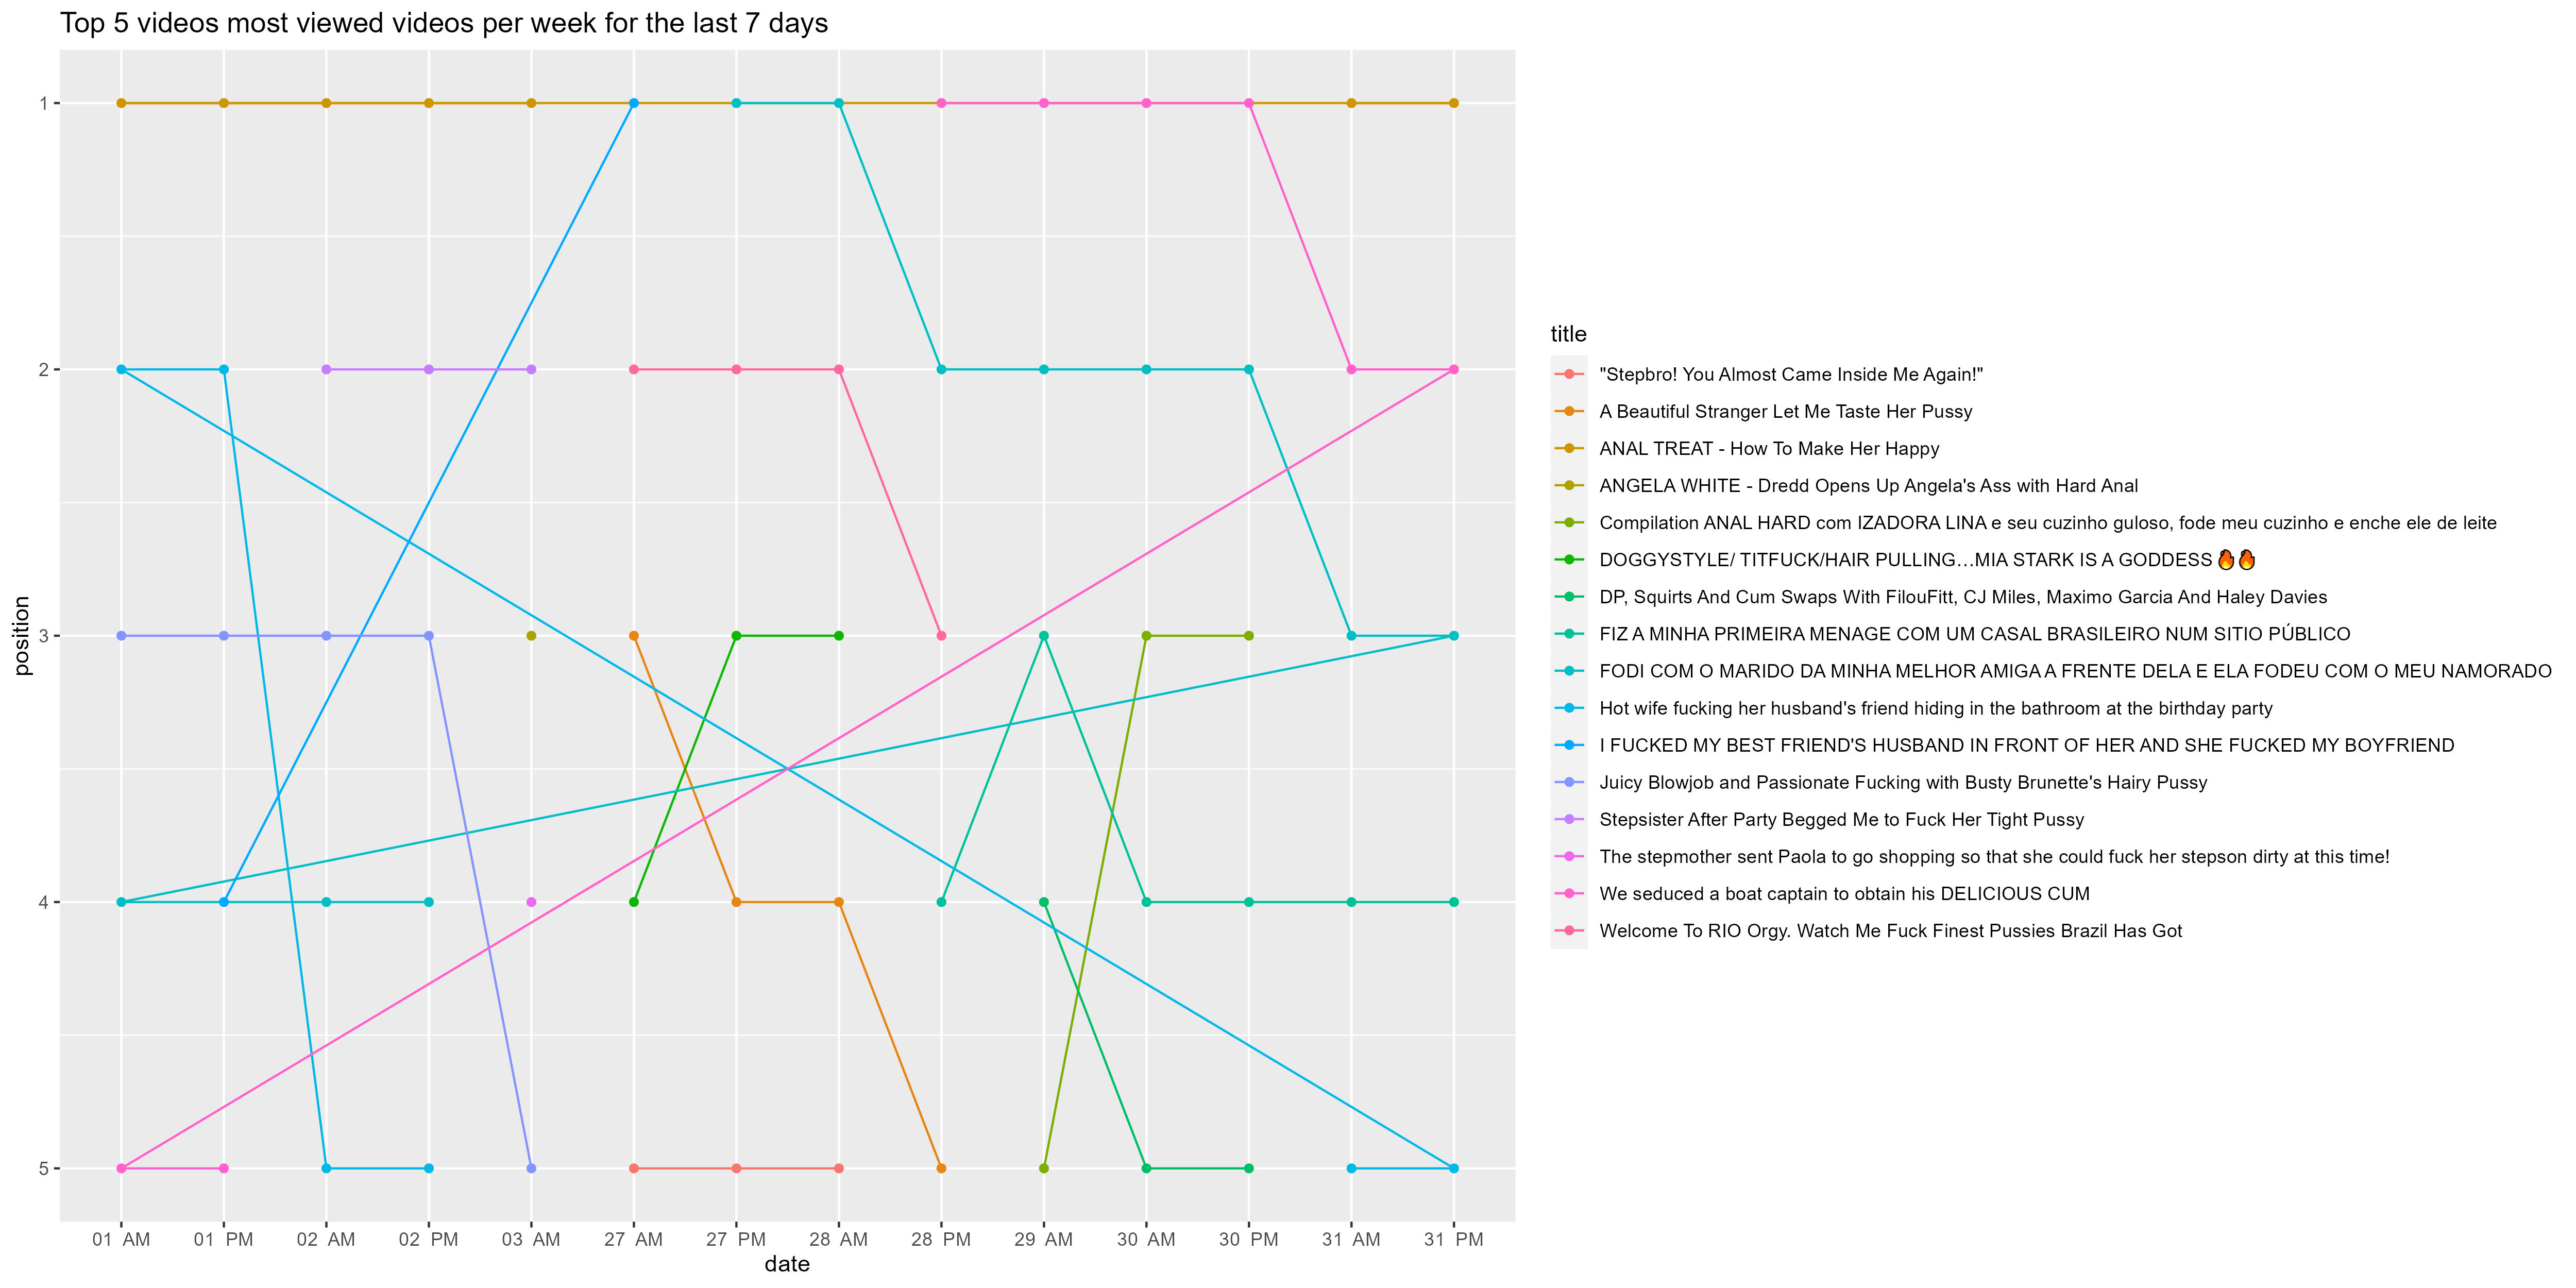 Top 5 videos most viewed videos per week for the last 7 days
position
1
2
3
4
5
01 AM 01 PM 02 AM 02 PM 03 AM 27 AM 27 PM 28 AM 28 PM 29 AM 30 AM 30 PM 31 AM 31 PM
date
title
"Stepbro! You Almost Came Inside Me Again!"
A Beautiful Stranger Let Me Taste Her Pussy
ANAL TREAT - How To Make Her Happy
ANGELA WHITE - Dredd Opens Up Angela's Ass with Hard Anal
Compilation ANAL HARD com IZADORA LINA e seu cuzinho guloso, fode meu cuzinho e enche ele de leite
DOGGYSTYLE/ TITFUCK/HAIR PULLING…MIA STARK IS A GODDESS 🔥🔥
DP, Squirts And Cum Swaps With FilouFitt, CJ Miles, Maximo Garcia And Haley Davies
FIZ A MINHA PRIMEIRA MENAGE COM UM CASAL BRASILEIRO NUM SITIO PÚBLICO
FODI COM O MARIDO DA MINHA MELHOR AMIGA A FRENTE DELA E ELA FODEU COM O MEU NAMORADO
Hot wife fucking her husband's friend hiding in the bathroom at the birthday party
I FUCKED MY BEST FRIEND'S HUSBAND IN FRONT OF HER AND SHE FUCKED MY BOYFRIEND
Juicy Blowjob and Passionate Fucking with Busty Brunette's Hairy Pussy
Stepsister After Party Begged Me to Fuck Her Tight Pussy
The stepmother sent Paola to go shopping so that she could fuck her stepson dirty at this time!
We seduced a boat captain to obtain his DELICIOUS CUM
Welcome To RIO Orgy. Watch Me Fuck Finest Pussies Brazil Has Got